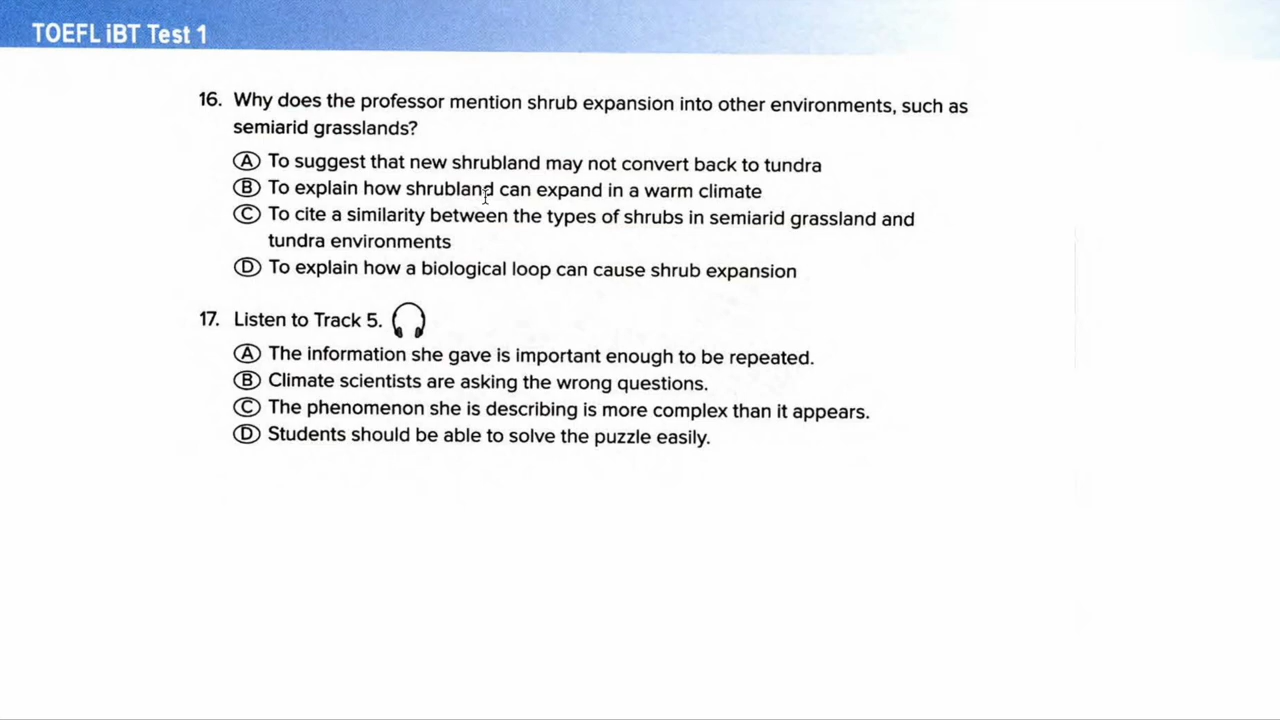 TOEFL iBT Test 1
16. Why does the professor mention shrub expansion into other environments, such as
semiarid grasslands?
Ⓐ To suggest that new shrubland may not convert back to tundra
Ⓑ To explain how shrubland can expand in a warm climate
Ⓒ To cite a similarity between the types of shrubs in semiarid grassland and
tundra environments
Ⓓ To explain how a biological loop can cause shrub expansion
17. Listen to Track 5.
Ⓐ The information she gave is important enough to be repeated.
Ⓑ Climate scientists are asking the wrong questions.
Ⓒ The phenomenon she is describing is more complex than it appears.
Ⓓ Students should be able to solve the puzzle easily.